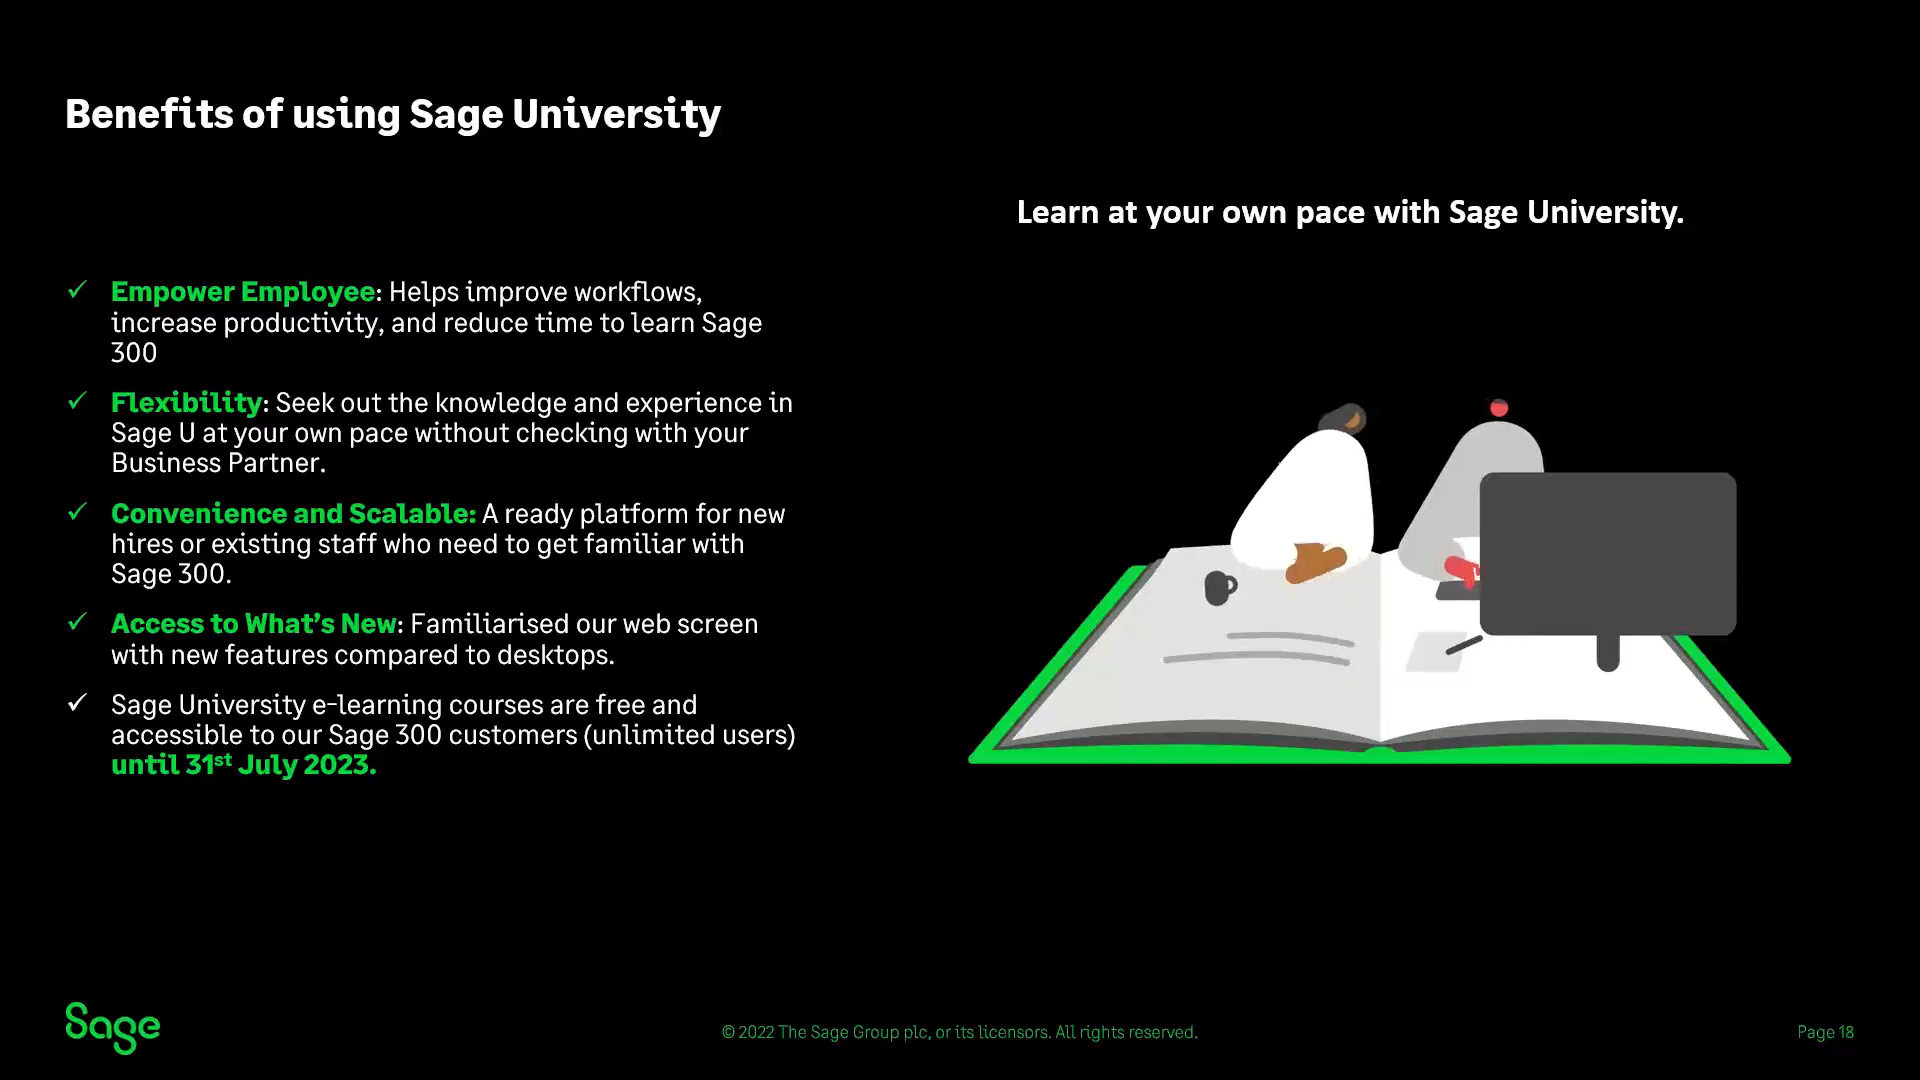 Benefits of using Sage University
Learn at your own pace with Sage University.
✓ Empower Employee: Helps improve workflows,
increase productivity, and reduce time to learn Sage
300
✓ Flexibility: Seek out the knowledge and experience in
Sage U at your own pace without checking with your
Business Partner.
✓ Convenience and Scalable: A ready platform for new
hires or existing staff who need to get familiar with
Sage 300.
✓ Access to What’s New: Familiarised our web screen
with new features compared to desktops.
✓ Sage University e-learning courses are free and
accessible to our Sage 300 customers (unlimited users)
until 31st July 2023.
Sage
© 2022 The Sage Group plc, or its licensors. All rights reserved.
Page 18